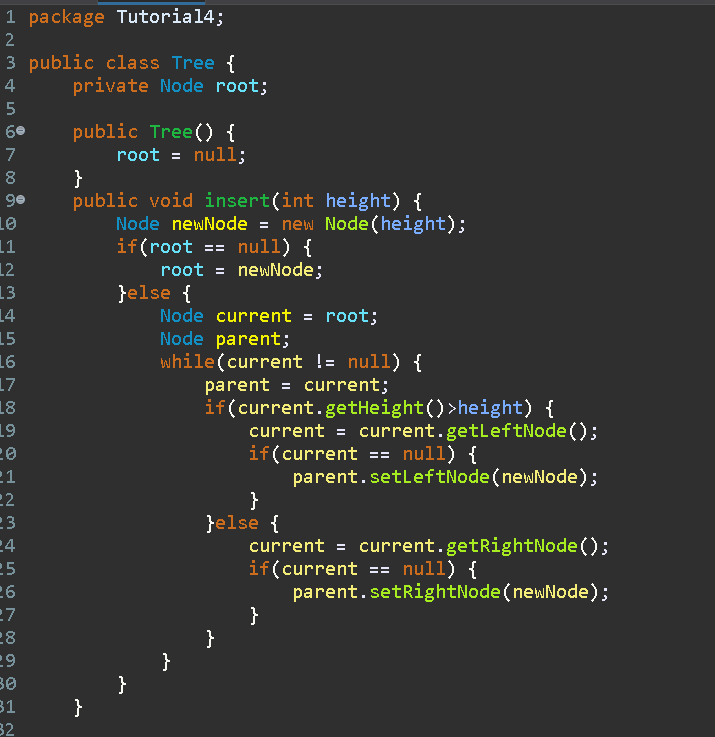 1 package Tutorial4;
2
3 public class Tree {
4     private Node root;
5
6     public Tree() {
7         root = null;
8     }
9     public void insert(int height) {
10         Node newNode = new Node(height);
11         if(root == null) {
12             root = newNode;
13         }else {
14             Node current = root;
15             Node parent;
16             while(current != null) {
17                 parent = current;
18                 if(current.getHeight()>height) {
19                     current = current.getLeftNode();
20                     if(current == null) {
21                         parent.setLeftNode(newNode);
22                     }
23                 }else {
24                     current = current.getRightNode();
25                     if(current == null) {
26                         parent.setRightNode(newNode);
27                     }
28                 }
29             }
30         }
31     }
32